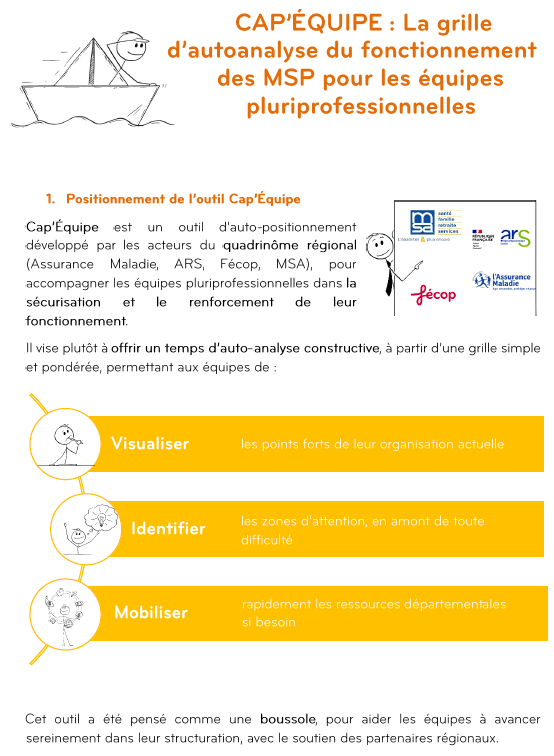 CAP'ÉQUIPE : La grille
d'autoanalyse du fonctionnement
des MSP pour les équipes
pluriprofessionnelles
1. Positionnement de l'outil Cap'Équipe
Cap'Équipe est un outil d'auto-positionnement
développé par les acteurs du quadrinôme régional
(Assurance Maladie, ARS, Fécop, MSA), pour
accompagner les équipes pluriprofessionnelles dans la
sécurisation et le renforcement de leur
fonctionnement.
msa
santé
famille
retraite
services
L'essentiel & plus encore
RÉPUBLIQUE
FRANÇAISE
ars
fécop
l'Assurance
Maladie
Il vise plutôt à offrir un temps d'auto-analyse constructive, à partir d'une grille simple
et pondérée, permettant aux équipes de :
Visualiser
les points forts de leur organisation actuelle
Identifier
les zones d'attention, en amont de toute
difficulté
Mobiliser
rapidement les ressources départementales
si besoin
Cet outil a été pensé comme une boussole, pour aider les équipes à avancer
sereinement dans leur structuration, avec le soutien des partenaires régionaux.